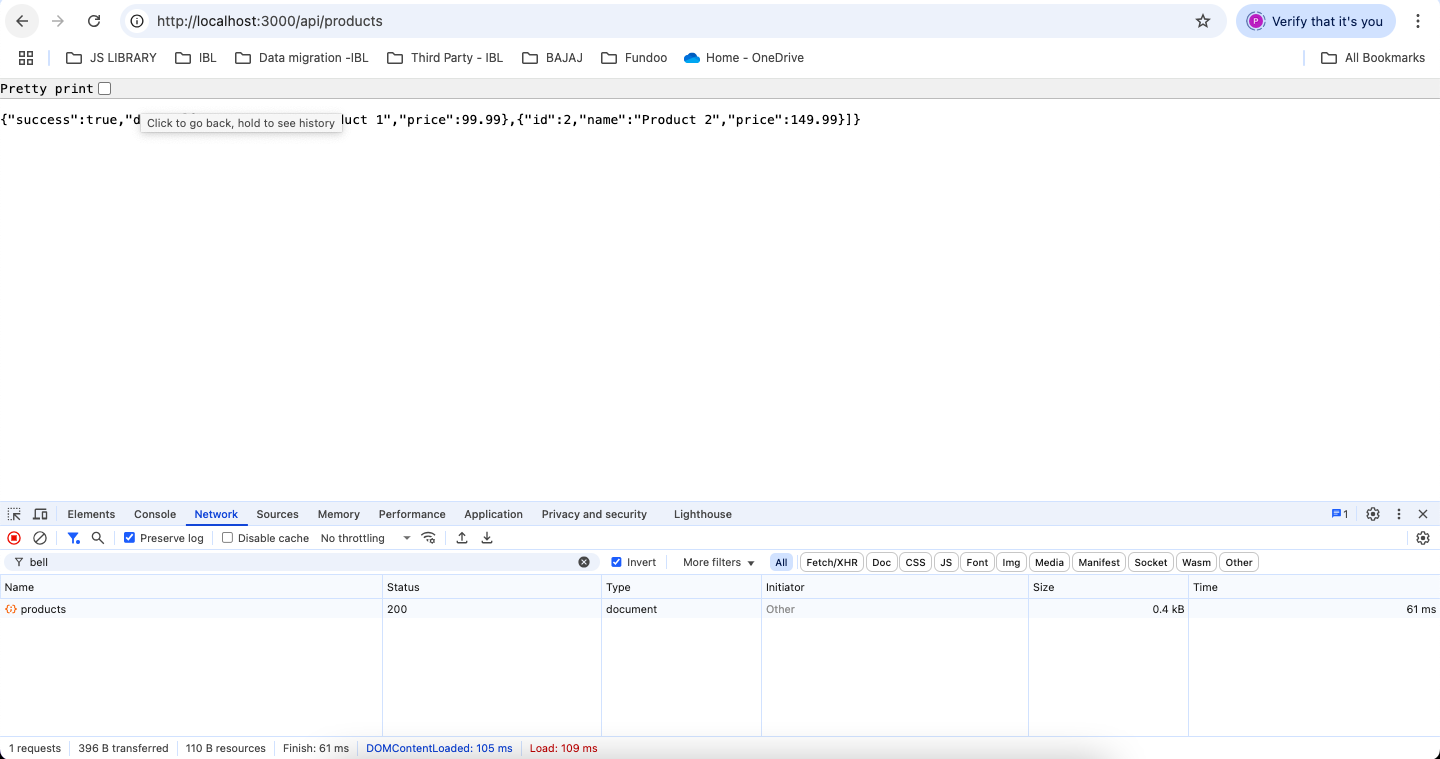 http://localhost:3000/api/products
P
Verify that it's you
JS LIBRARY
IBL
Data migration -IBL
Third Party - IBL
BAJAJ
Fundoo
Home - OneDrive
All Bookmarks
Pretty print
{"success":true,"d duct 1","price":99.99},{"id":2,"name":"Product 2","price":149.99}]}
Click to go back, hold to see history
Elements Console Network Sources Memory Performance Application Privacy and security Lighthouse 1
Preserve log Disable cache No throttling
bell Invert More filters All Fetch/XHR Doc CSS JS Font Img Media Manifest Socket Wasm Other
Name Status Type Initiator Size Time
products 200 document Other 0.4 kB 61 ms
1 requests 396 B transferred 110 B resources Finish: 61 ms DOMContentLoaded: 105 ms Load: 109 ms